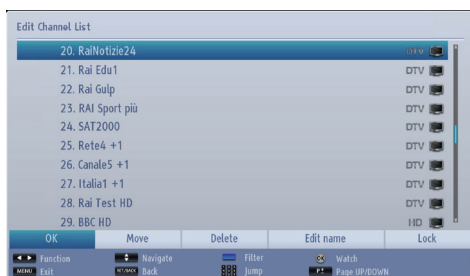 Edit Channel List
20. RaiNotizie24 DTV
21. Rai Edu1 DTV
22. Rai Gulp DTV
23. RAI Sport più DTV
24. SAT2000 DTV
25. Rete4 +1 DTV
26. Canale5 +1 DTV
27. Italia1 +1 DTV
28. Rai Test HD DTV
29. BBC HD HD
OK Move Delete Edit name Lock
Function Navigate Filter OK Watch
MENU Exit RET/BACK Back Jump P Page UP/DOWN